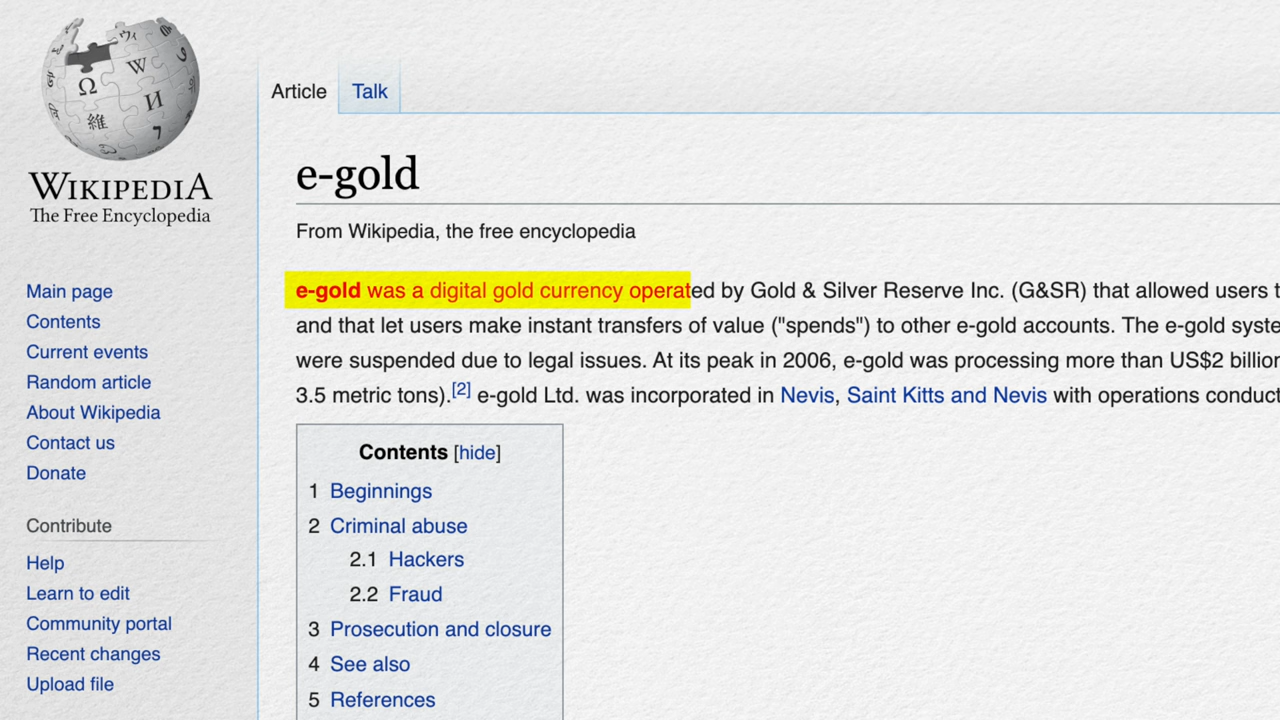 WIKIPEDIA
The Free Encyclopedia
Main page
Contents
Current events
Random article
About Wikipedia
Contact us
Donate
Contribute
Help
Learn to edit
Community portal
Recent changes
Upload file
Article Talk
e-gold
From Wikipedia, the free encyclopedia
e-gold was a digital gold currency operated by Gold & Silver Reserve Inc. (G&SR) that allowed users t
and that let users make instant transfers of value ("spends") to other e-gold accounts. The e-gold syste
were suspended due to legal issues. At its peak in 2006, e-gold was processing more than US$2 billion
3.5 metric tons).[2] e-gold Ltd. was incorporated in Nevis, Saint Kitts and Nevis with operations conduct
Contents [hide]
1 Beginnings
2 Criminal abuse
2.1 Hackers
2.2 Fraud
3 Prosecution and closure
4 See also
5 References